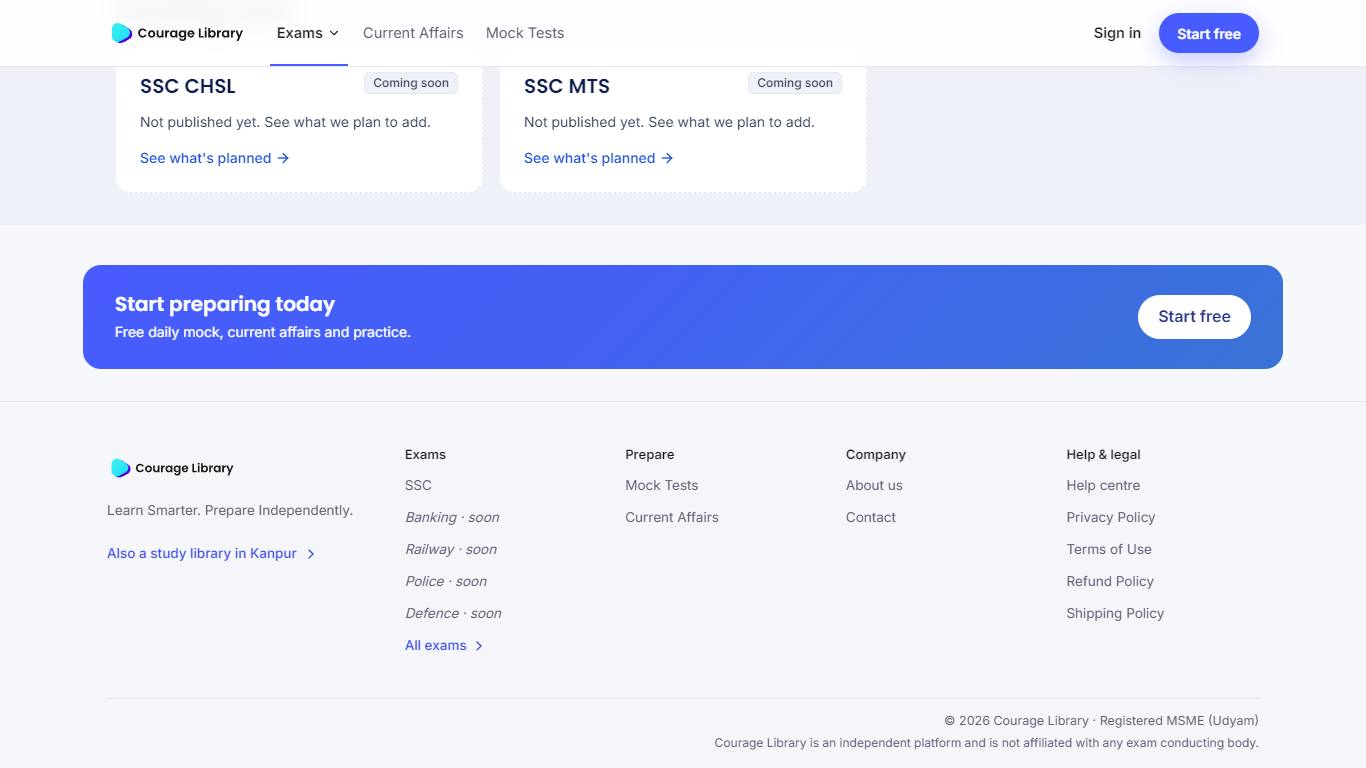 Courage Library
Exams
Current Affairs
Mock Tests
Sign in
Start free
SSC CHSL
Coming soon
Not published yet. See what we plan to add.
See what's planned →
SSC MTS
Coming soon
Not published yet. See what we plan to add.
See what's planned →
Start preparing today
Free daily mock, current affairs and practice.
Start free
Courage Library
Learn Smarter. Prepare Independently.
Also a study library in Kanpur
Exams
SSC
Banking · soon
Railway · soon
Police · soon
Defence · soon
All exams
Prepare
Mock Tests
Current Affairs
Company
About us
Contact
Help & legal
Help centre
Privacy Policy
Terms of Use
Refund Policy
Shipping Policy
© 2026 Courage Library · Registered MSME (Udyam)
Courage Library is an independent platform and is not affiliated with any exam conducting body.